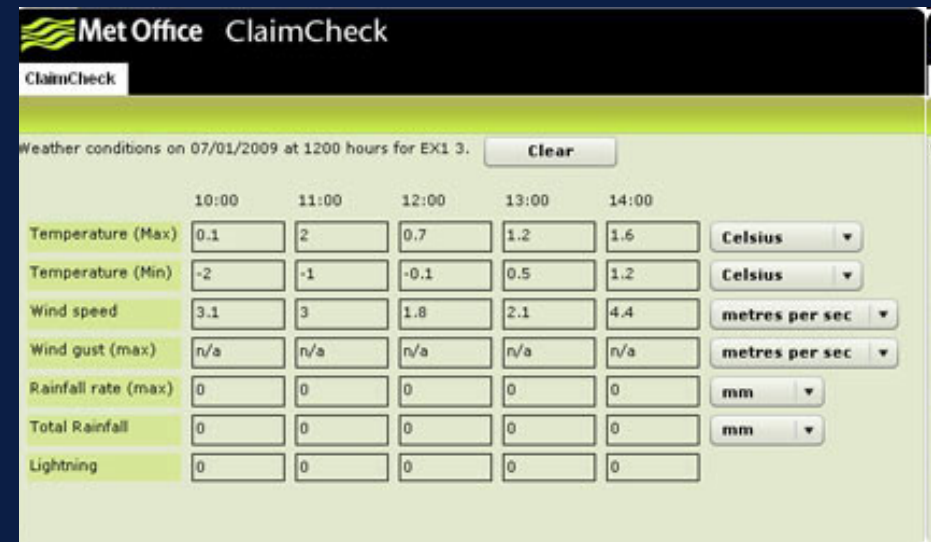 Met Office ClaimCheck
ClaimCheck
Weather conditions on 07/01/2009 at 1200 hours for EX1 3. Clear
10:00 11:00 12:00 13:00 14:00
Temperature (Max) 0.1 2 0.7 1.2 1.6 Celsius
Temperature (Min) -2 -1 -0.1 0.5 1.2 Celsius
Wind speed 3.1 3 1.8 2.1 4.4 metres per sec
Wind gust (max) n/a n/a n/a n/a n/a metres per sec
Rainfall rate (max) 0 0 0 0 0 mm
Total Rainfall 0 0 0 0 0 mm
Lightning 0 0 0 0 0